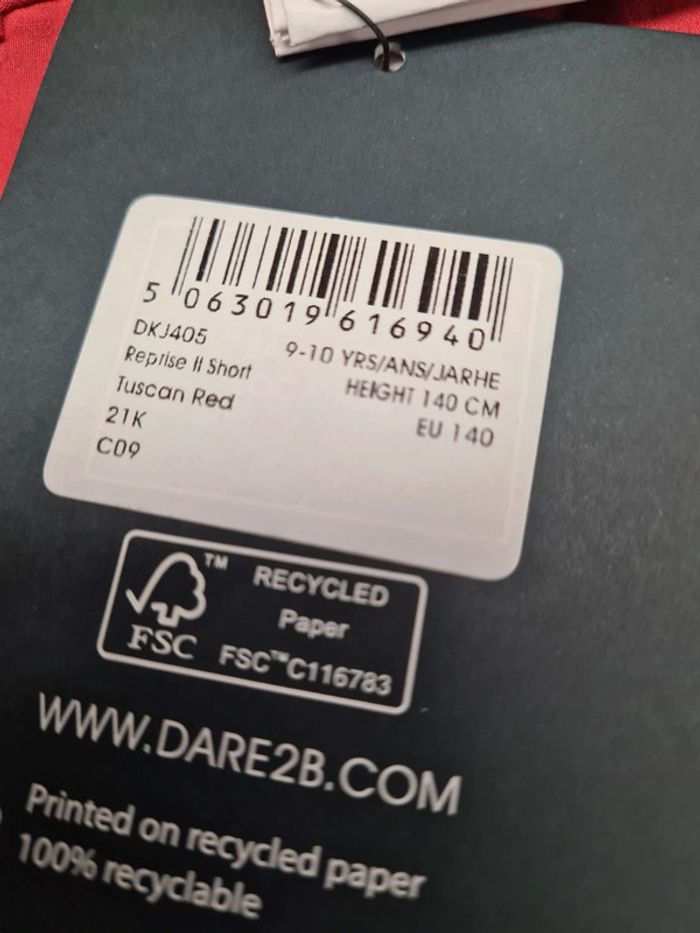 5 063019 616940
DKJ405
Reprise II Short
Tuscan Red
21K
C09
9-10 YRS/ANS/JARHE
HEIGHT 140 CM
EU 140
FSC™
RECYCLED
Paper
FSC™C116783
WWW.DARE2B.COM
Printed on recycled paper
100% recyclable